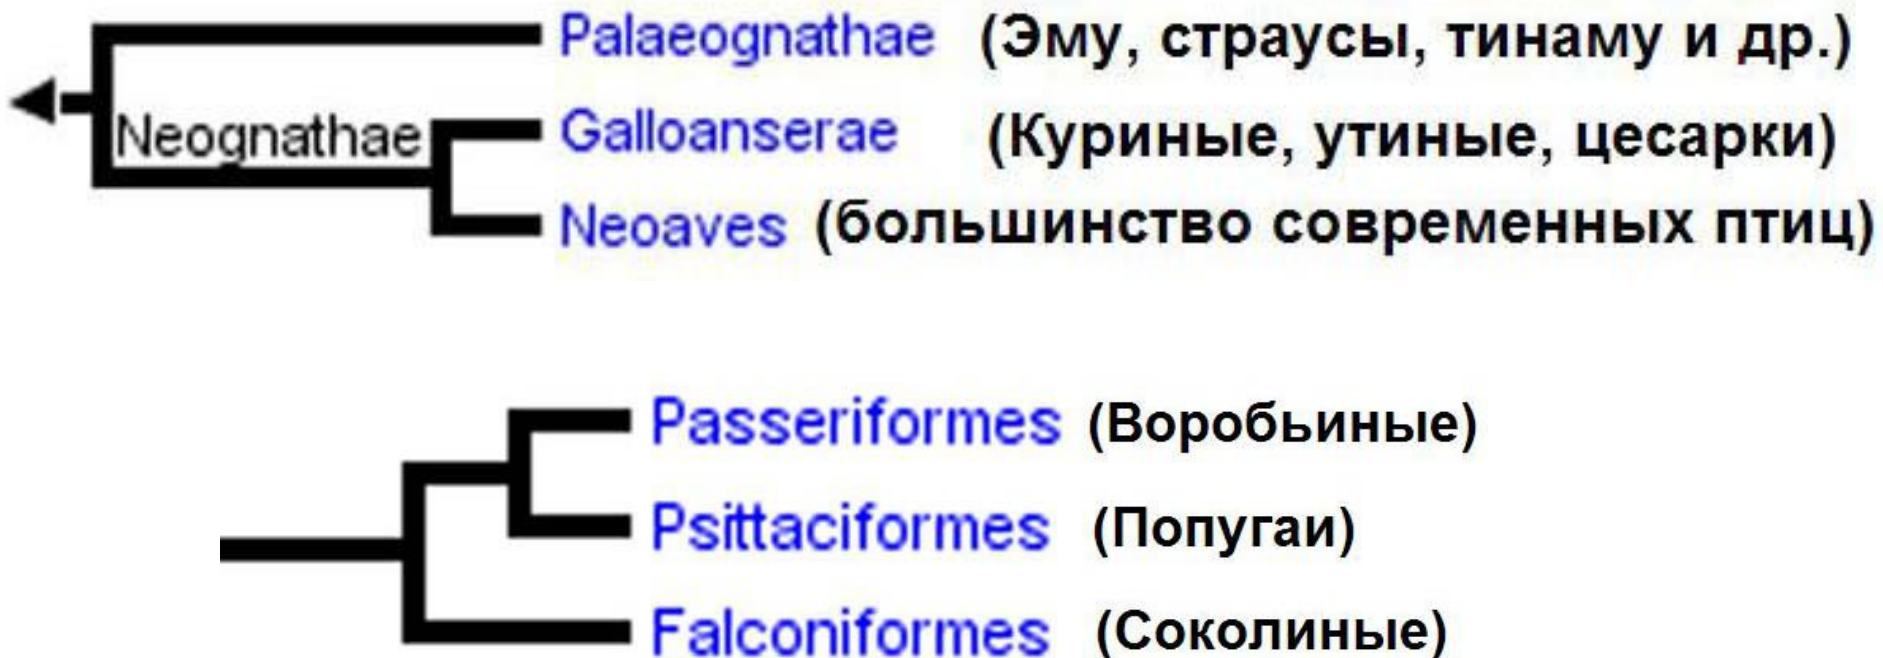 Palaeognathae (Эму, страусы, тинаму и др.)
Neognathae Galloanserae (Куриные, утиные, цесарки)
Neoaves (большинство современных птиц)
Passeriformes (Воробьиные)
Psittaciformes (Попугаи)
Falconiformes (Соколиные)